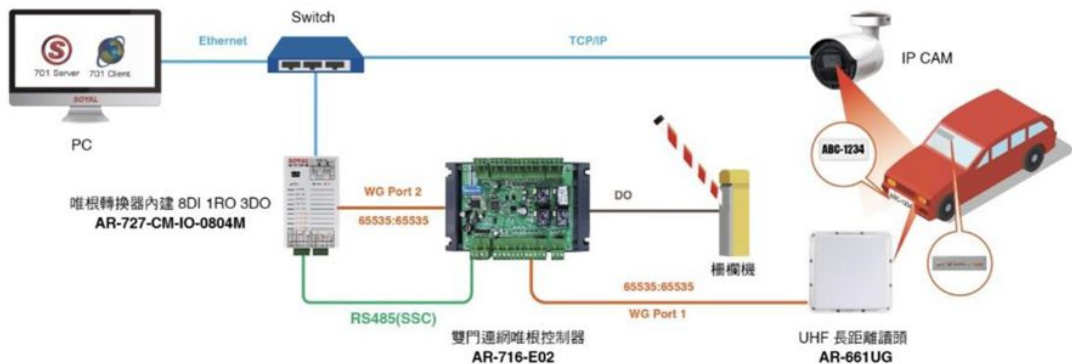 Switch
Ethernet
TCP/IP
701 Server
701 Client
SOYAL
IP CAM
PC
ABC-1234
SOYAL
唯根轉換器內建 8DI 1RO 3DO
AR-727-CM-IO-0804M
WG Port 2
65535:65535
DO
柵欄機
65535:65535
WG Port 1
RS485(SSC)
雙門連網唯根控制器
AR-716-E02
UHF 長距離讀頭
AR-661UG